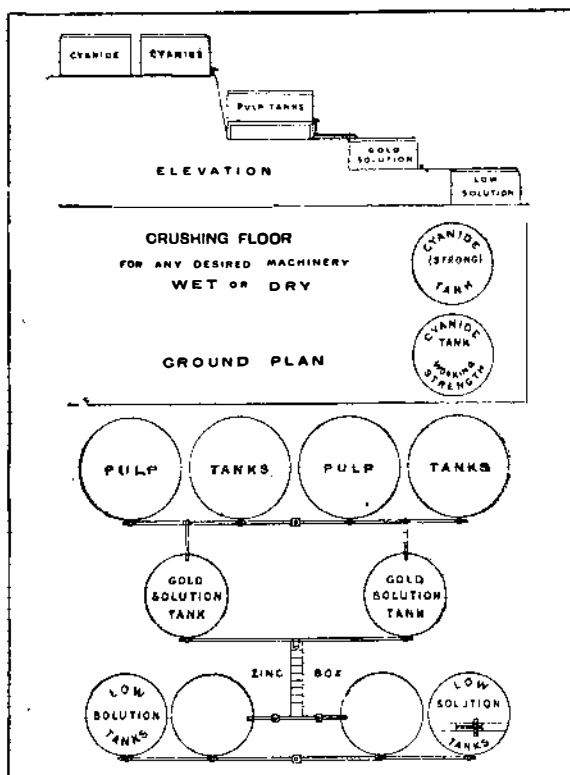 CYANIDE CYANIDE
PULP TANKS
GOLD
SOLUTION
ELEVATION
LOW
SOLUTION
CRUSHING FLOOR
FOR ANY DESIRED MACHINERY
WET OR DRY
CYANIDE
(STRONG)
TANK
GROUND PLAN
CYANIDE
TANK
WORKING
STRENGTH
PULP TANKS PULP TANKS
GOLD
SOLUTION
TANK
GOLD
SOLUTION
TANK
ZINC BOX
LOW
SOLUTION
TANKS
LOW
SOLUTION
TANKS